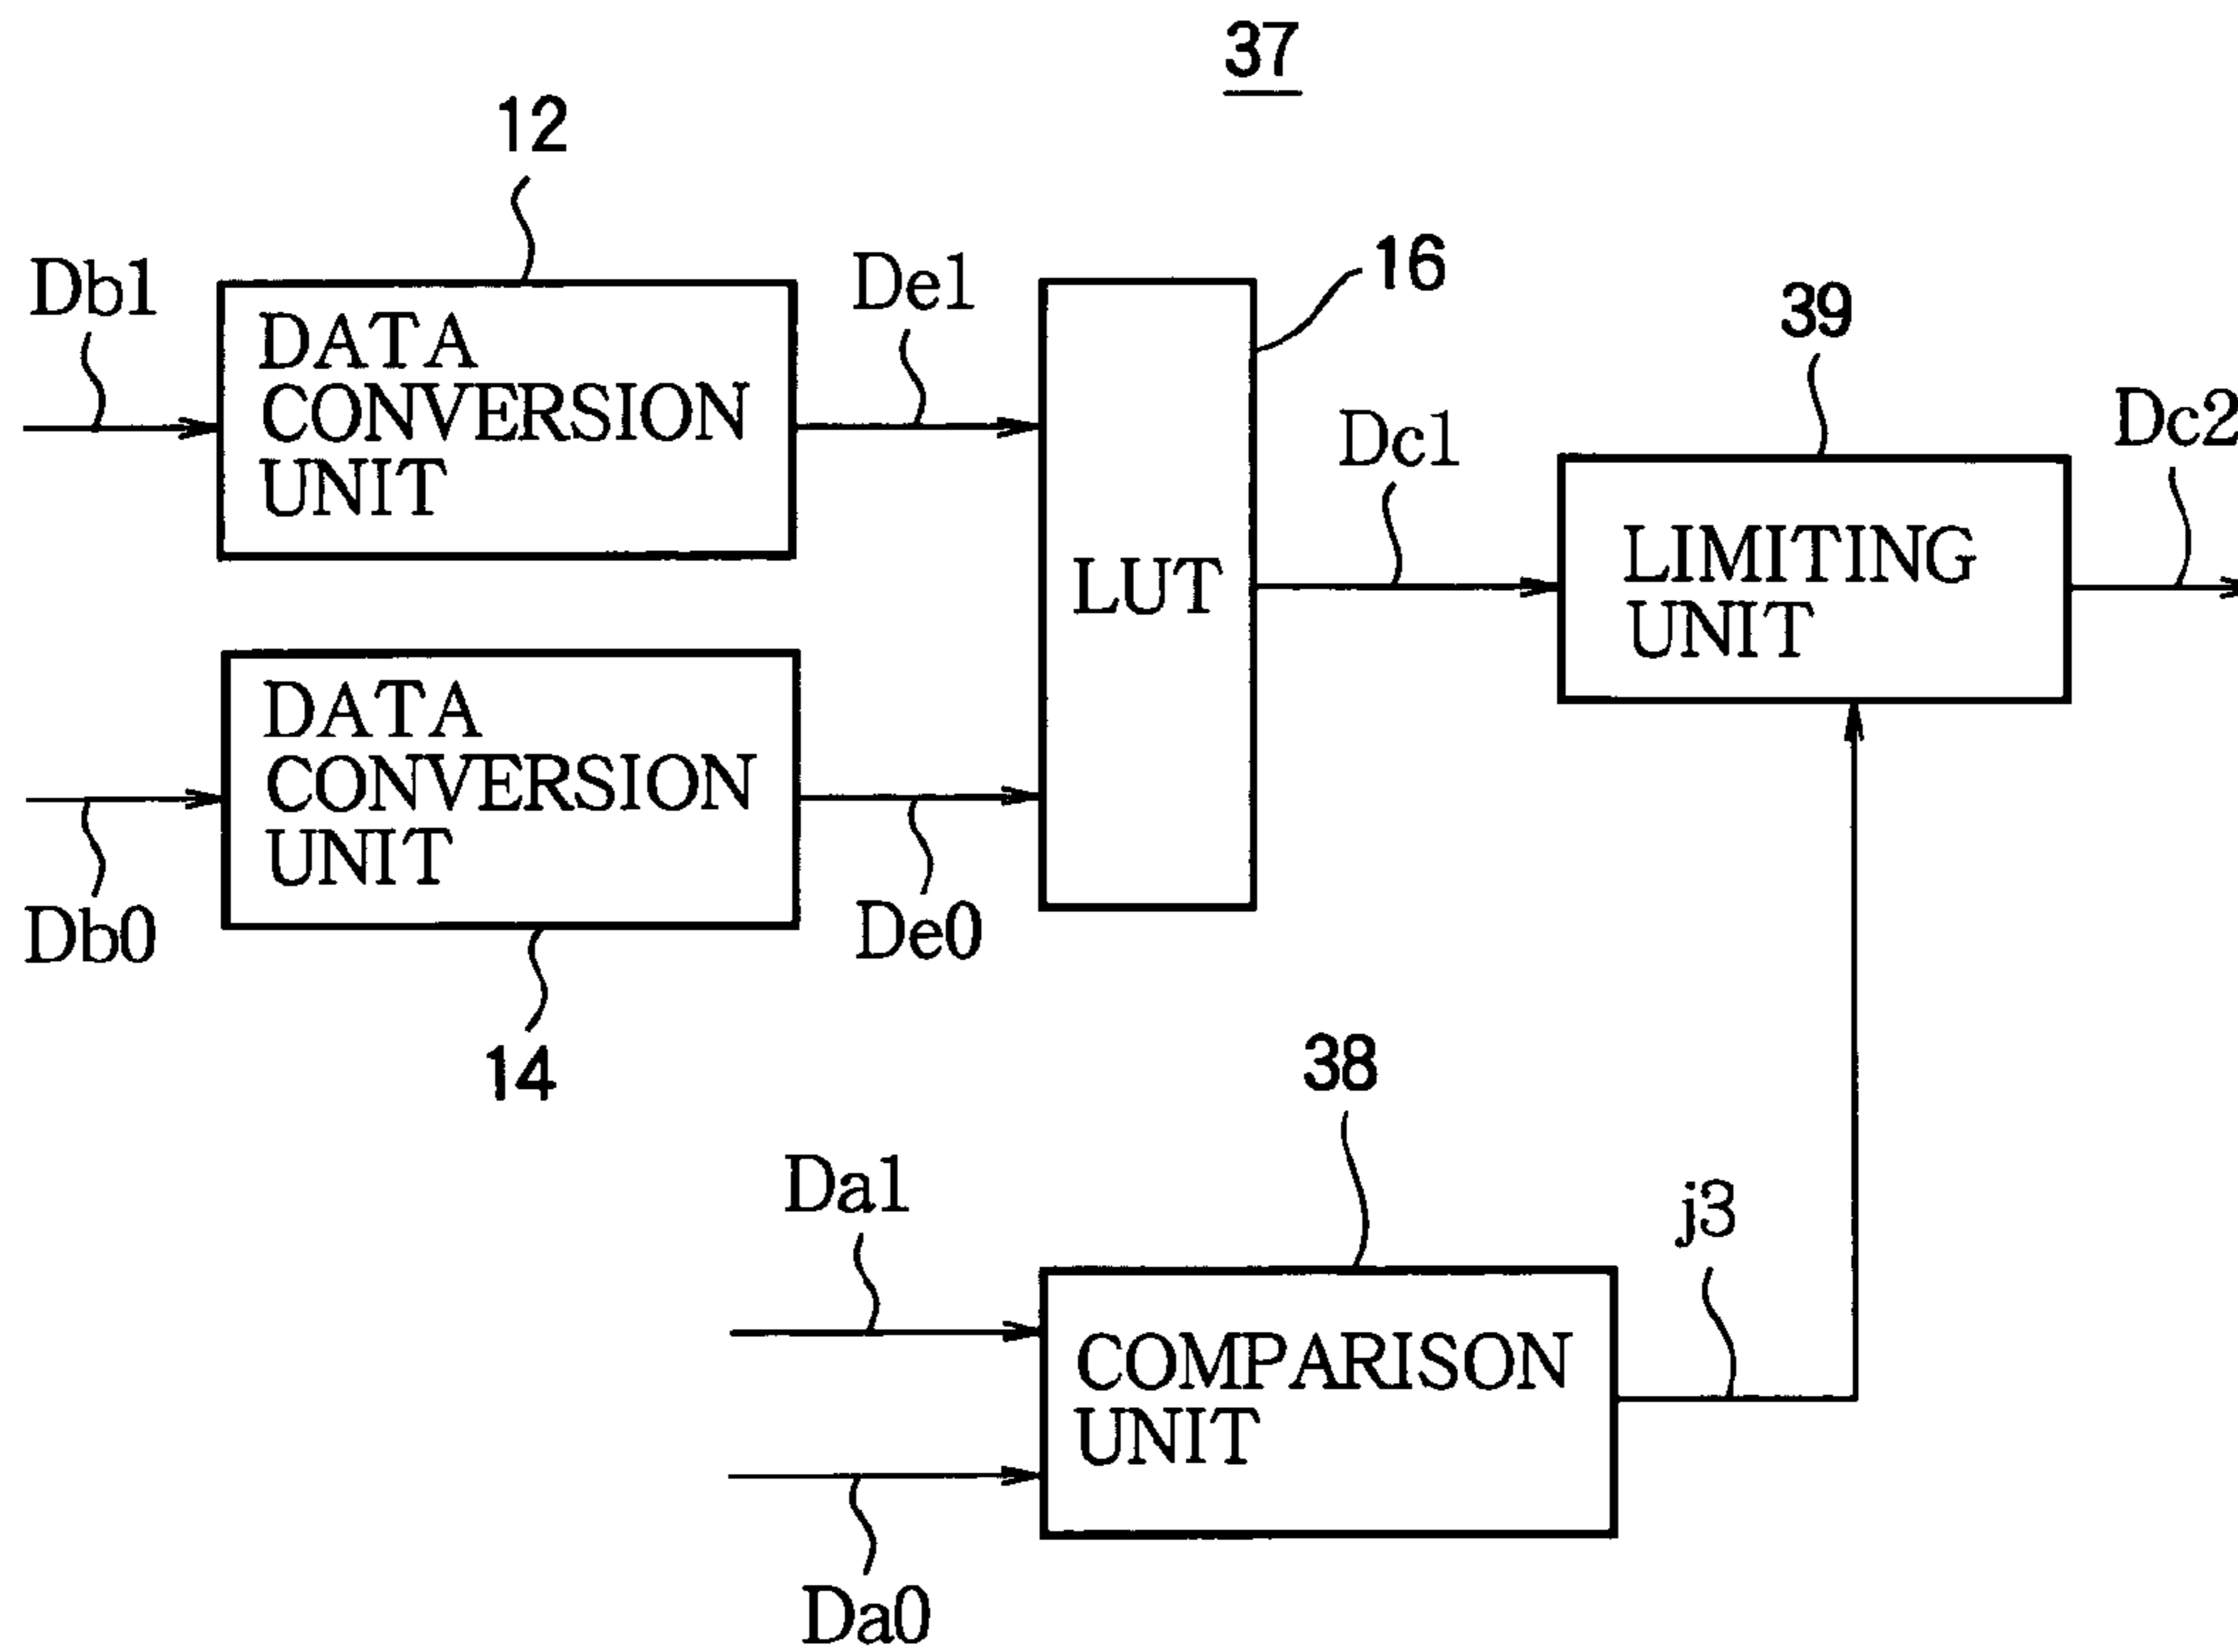 37
12
Db1
DATA
CONVERSION
UNIT
De1
16
39
Dc1
Dc2
LUT
LIMITING
UNIT
DATA
CONVERSION
UNIT
Db0
De0
14
38
Da1
j3
COMPARISON
UNIT
Da0